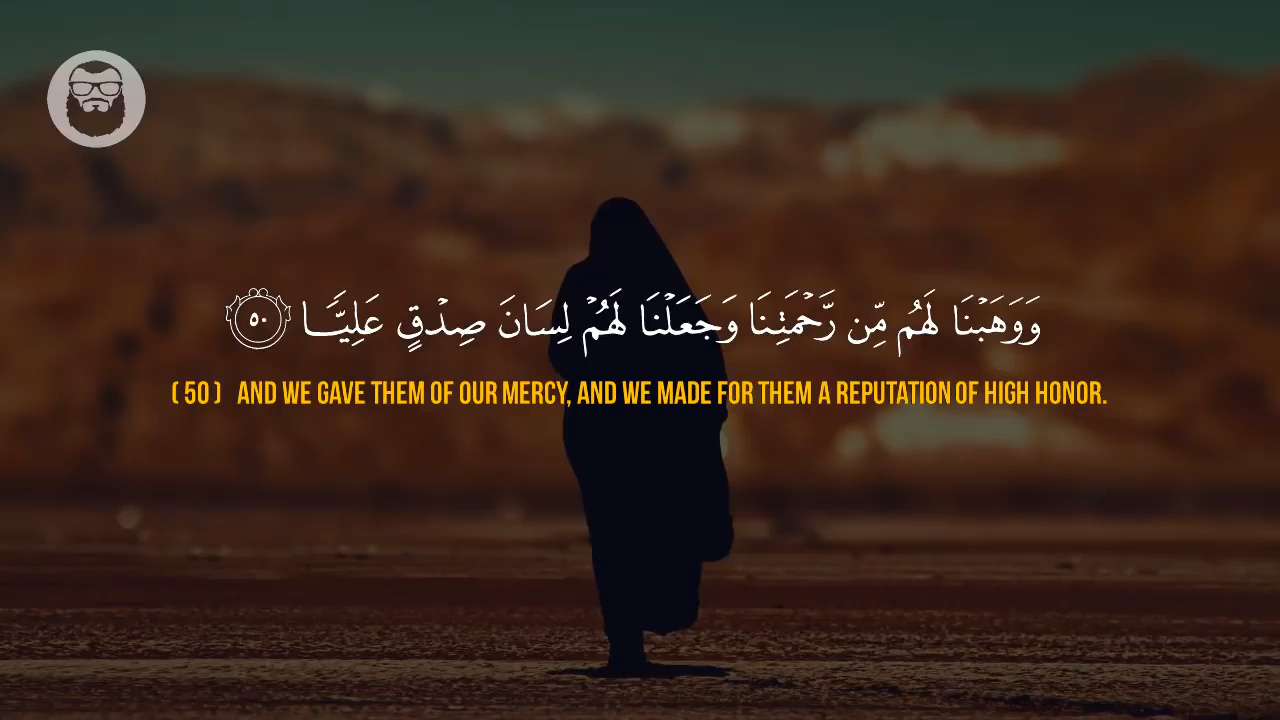 وَوَهَبْنَا لَهُم مِّن رَّحْمَتِنَا وَجَعَلْنَا لَهُمْ لِسَانَ صِدْقٍ عَلِيًّا ٥٠
( 50 ) AND WE GAVE THEM OF OUR MERCY, AND WE MADE FOR THEM A REPUTATION OF HIGH HONOR.